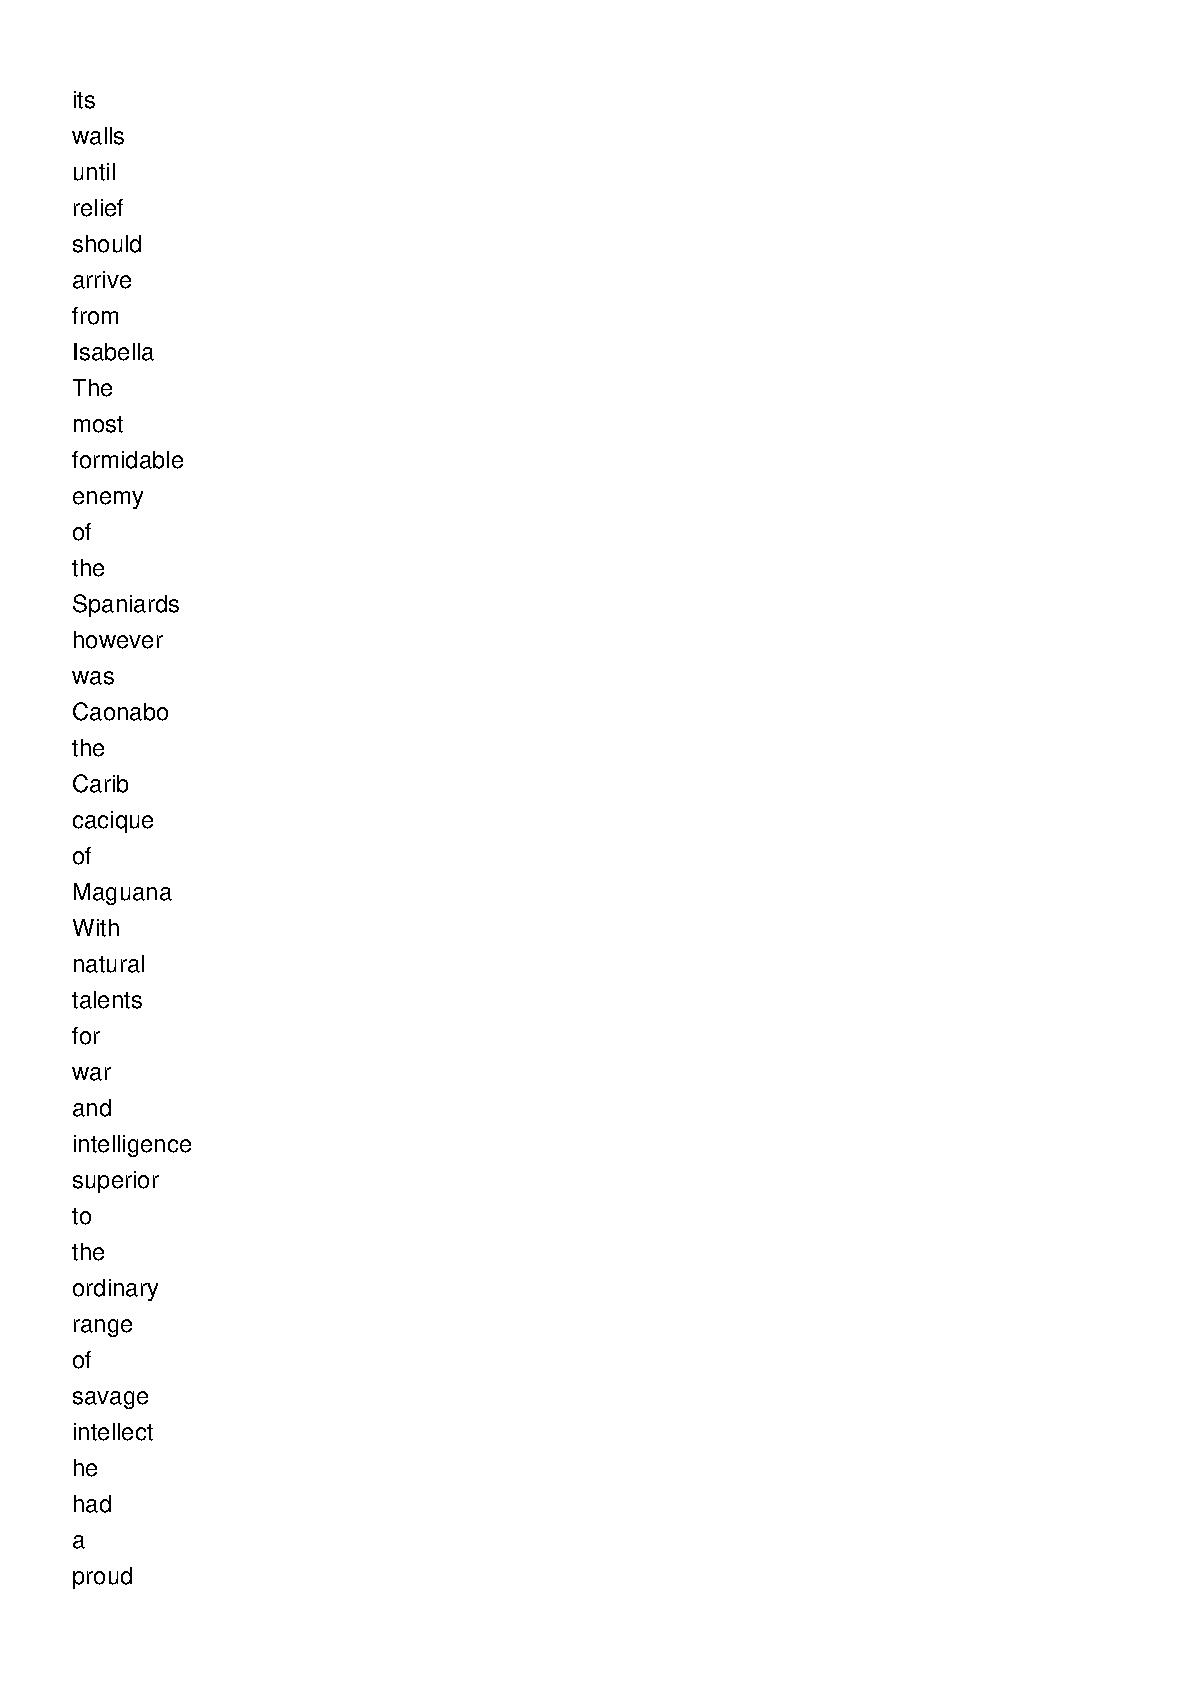 its
walls
until
relief
should
arrive
from
Isabella
The
most
formidable
enemy
of
the
Spaniards
however
was
Caonabo
the
Carib
cacique
of
Maguana
With
natural
talents
for
war
and
intelligence
superior
to
the
ordinary
range
of
savage
intellect
he
had
a
proud